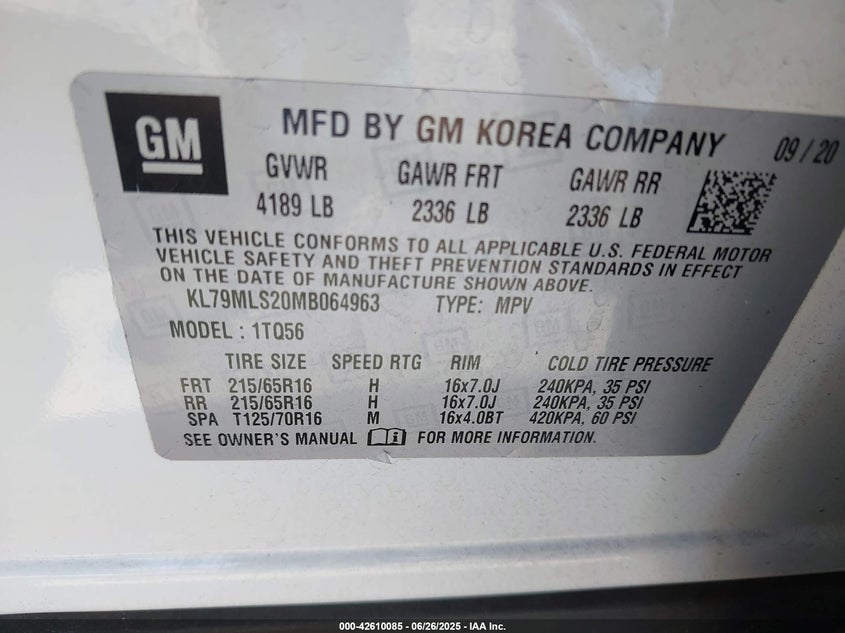 GM
MFD BY GM KOREA COMPANY 09/20
GVWR GAWR FRT GAWR RR
4189 LB 2336 LB 2336 LB
THIS VEHICLE CONFORMS TO ALL APPLICABLE U.S. FEDERAL MOTOR
VEHICLE SAFETY AND THEFT PREVENTION STANDARDS IN EFFECT
ON THE DATE OF MANUFACTURE SHOWN ABOVE.
KL79MLS20MB064963 TYPE: MPV
MODEL : 1TQ56
TIRE SIZE SPEED RTG RIM COLD TIRE PRESSURE
FRT 215/65R16 H 16x7.0J 240KPA, 35 PSI
RR 215/65R16 H 16x7.0J 240KPA, 35 PSI
SPA T125/70R16 M 16x4.0BT 420KPA, 60 PSI
SEE OWNER'S MANUAL FOR MORE INFORMATION.
000-42610085 | 06/26/2025 - IAA Inc.